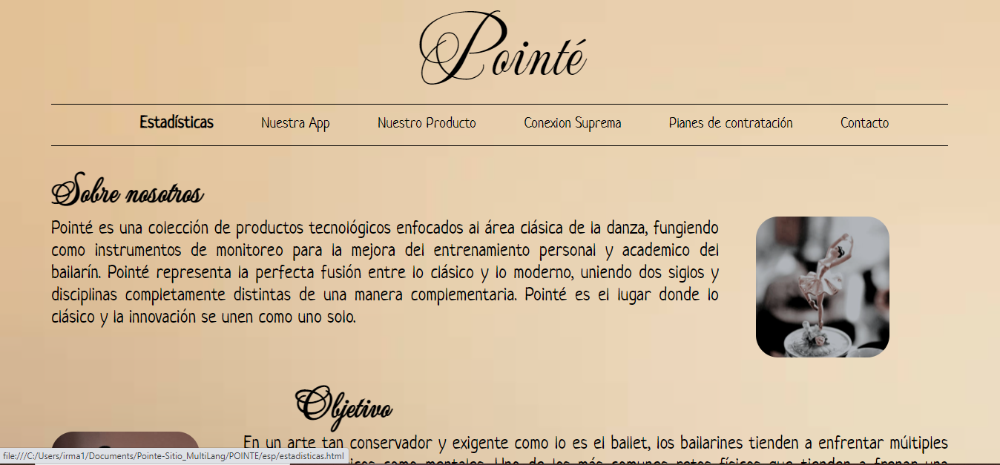 Pointé
Estadísticas Nuestra App Nuestro Producto Conexion Suprema Planes de contratación Contacto
Sobre nosotros
Pointé es una colección de productos tecnológicos enfocados al área clásica de la danza, fungiendo
como instrumentos de monitoreo para la mejora del entrenamiento personal y academico del
bailarín. Pointé representa la perfecta fusión entre lo clásico y lo moderno, uniendo dos siglos y
disciplinas completamente distintas de una manera complementaria. Pointé es el lugar donde lo
clásico y la innovación se unen como uno solo.
Objetivo
En un arte tan conservador y exigente como lo es el ballet, los bailarines tienden a enfrentar múltiples
como mentales. Uno de los más comunes retos físicos que tienden a frenar una
file:///C:/Users/irma1/Documents/Pointe-Sitio_MultiLang/POINTE/esp/estadisticas.html